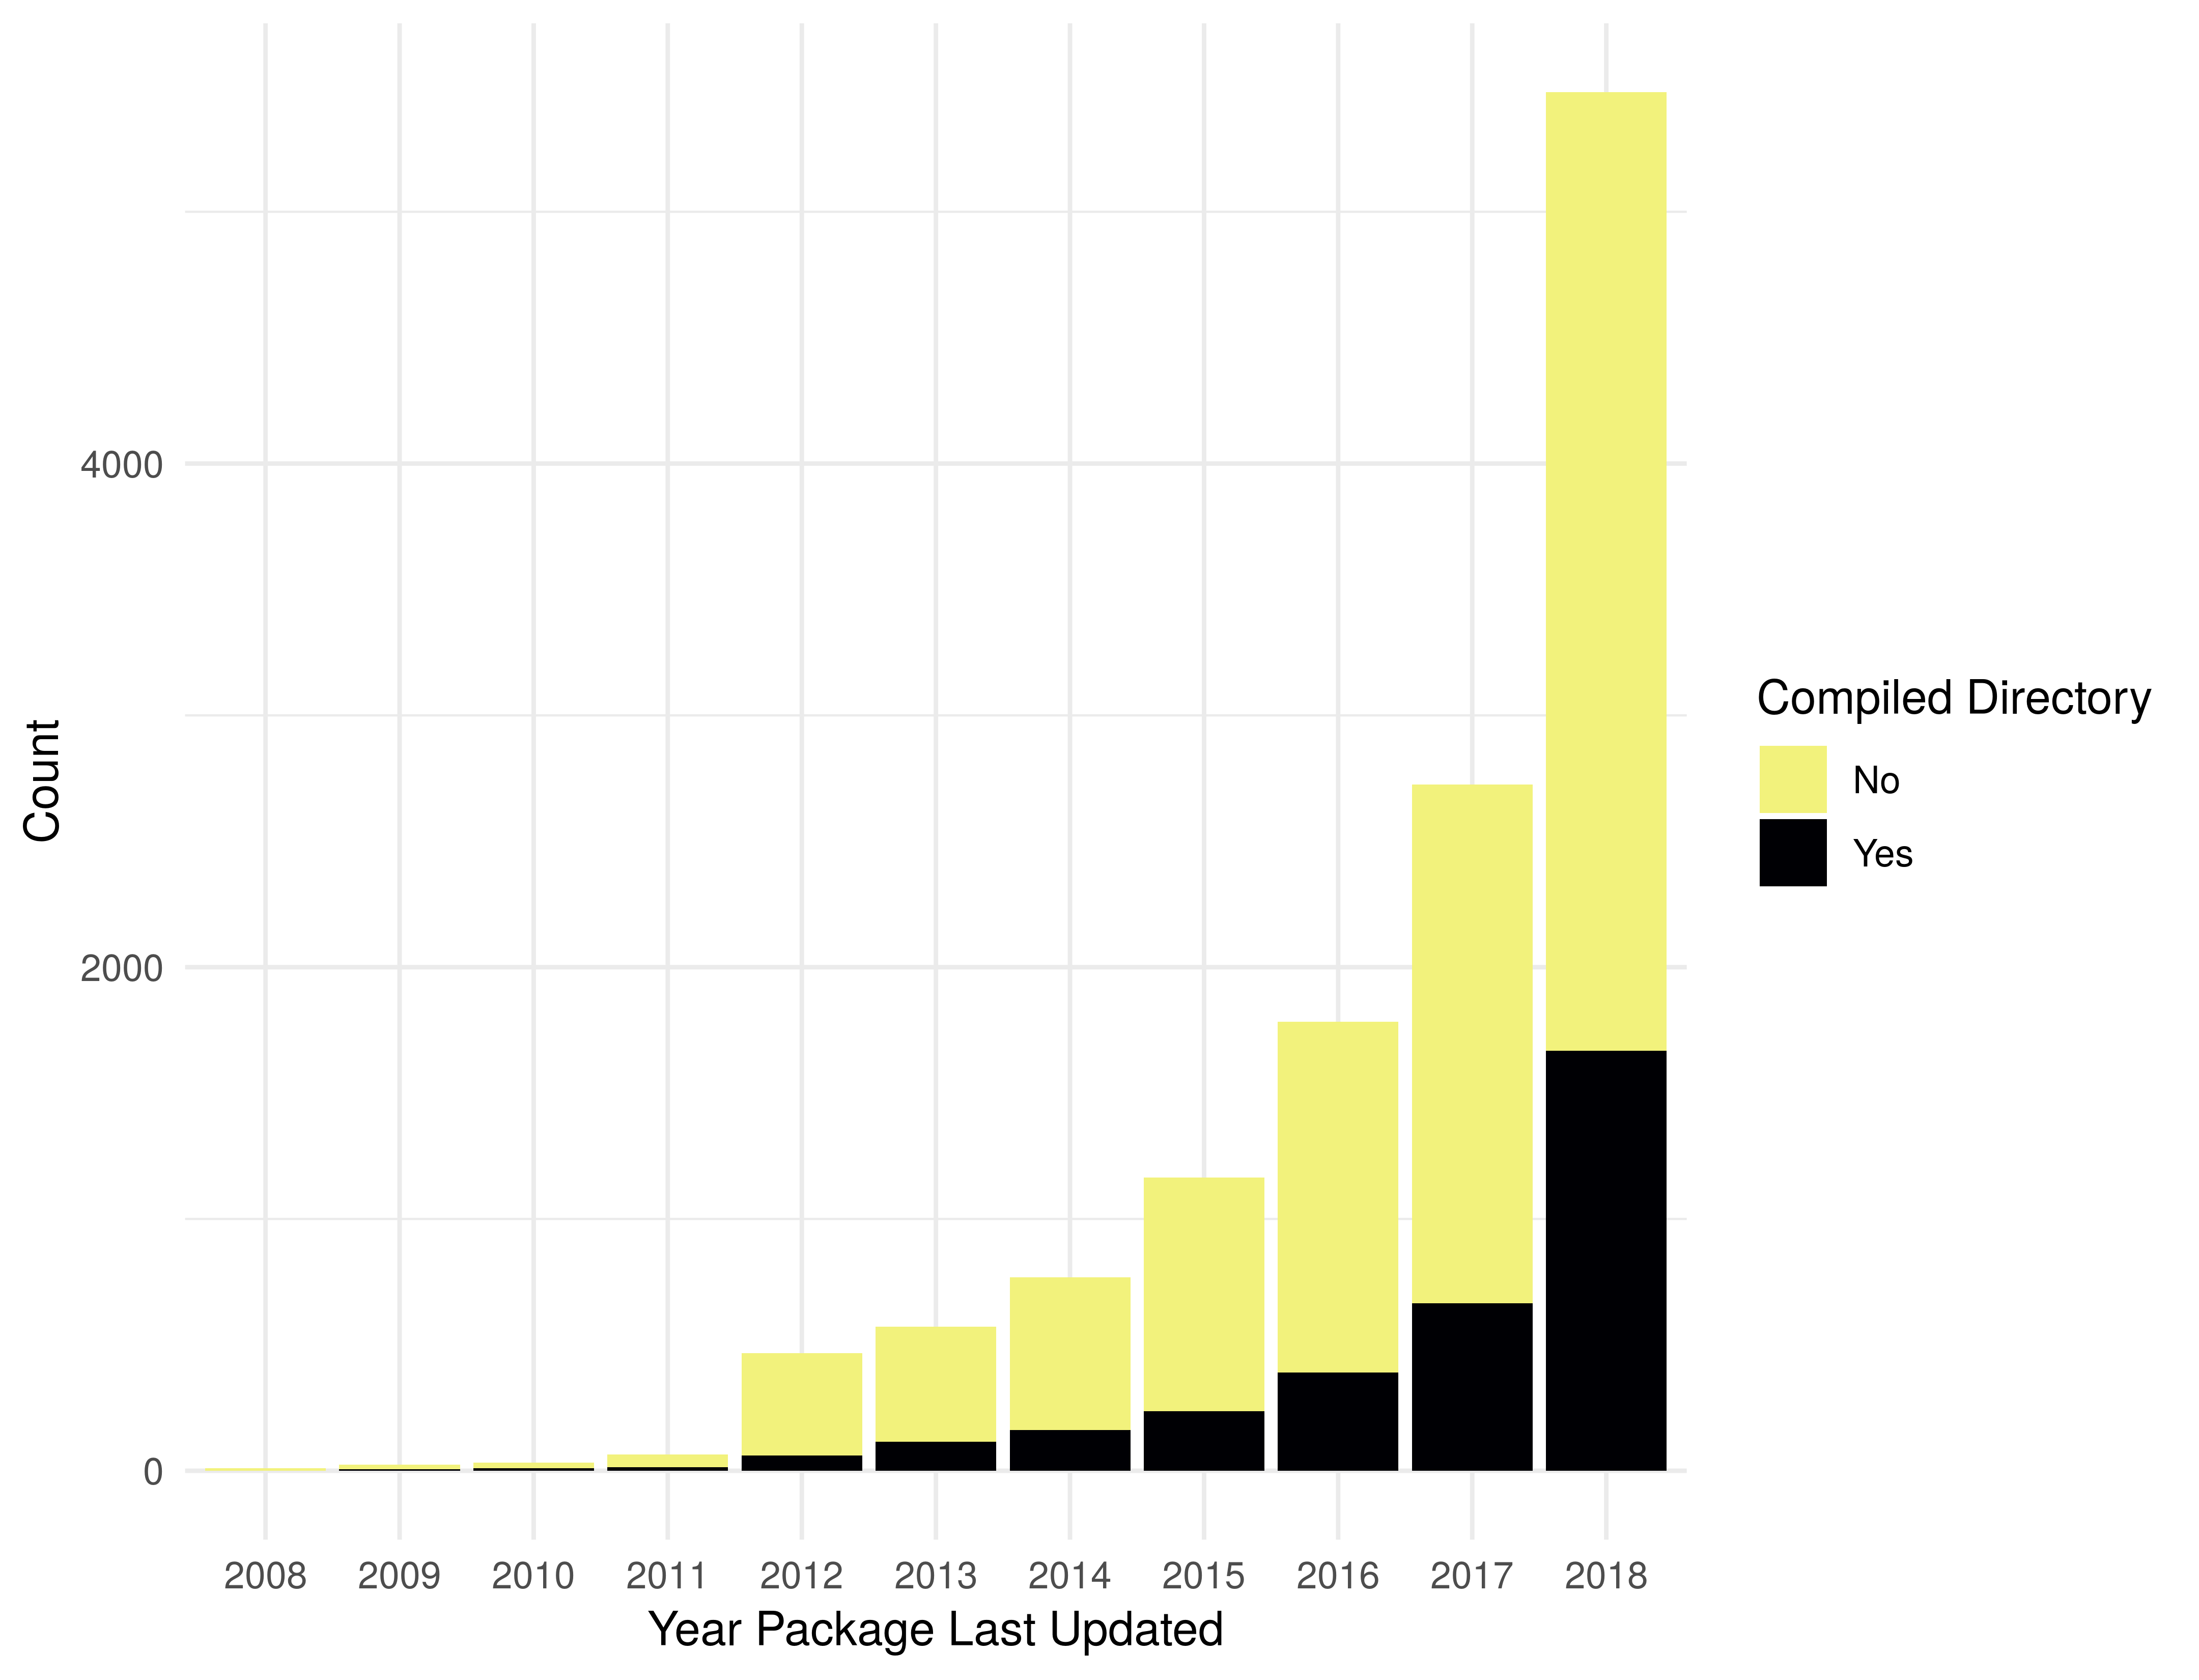 Count
4000
2000
0
2008 2009 2010 2011 2012 2013 2014 2015 2016 2017 2018
Year Package Last Updated
Compiled Directory
No
Yes